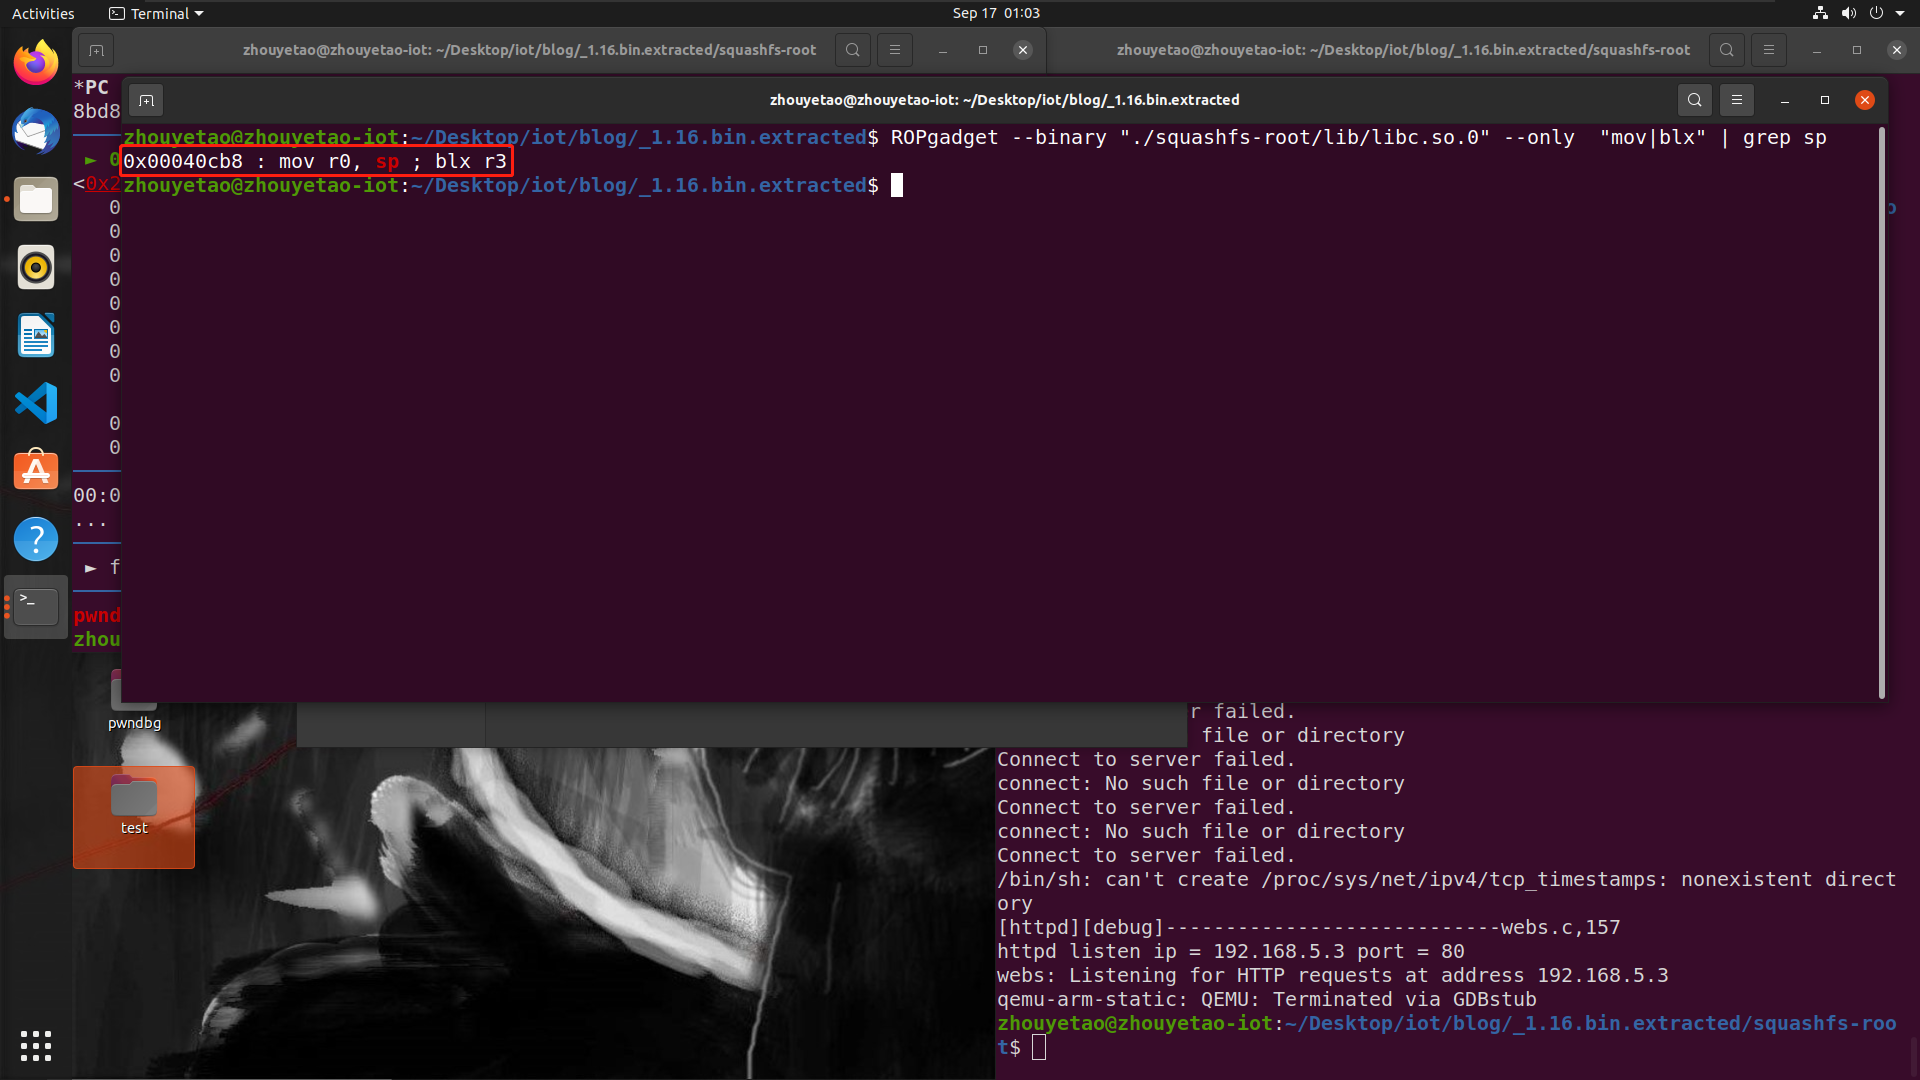 Activities
Terminal
Sep 17 01:03
zhouyetao@zhouyetao-iot: ~/Desktop/iot/blog/_1.16.bin.extracted/squashfs-root
zhouyetao@zhouyetao-iot: ~/Desktop/iot/blog/_1.16.bin.extracted/squashfs-root
*PC
8bd8
zhouyetao@zhouyetao-iot: ~/Desktop/iot/blog/_1.16.bin.extracted
zhouyetao@zhouyetao-iot:~/Desktop/iot/blog/_1.16.bin.extracted$ ROPgadget --binary "./squashfs-root/lib/libc.so.0" --only  "mov|blx" | grep sp
0x00040cb8 : mov r0, sp ; blx r3
zhouyetao@zhouyetao-iot:~/Desktop/iot/blog/_1.16.bin.extracted$
► 0
<0x2
0
0
0
0
0
0
0
0
0
0
00:0
...
► f
pwnd
zhou
pwndbg
test
r failed.
file or directory
Connect to server failed.
connect: No such file or directory
Connect to server failed.
connect: No such file or directory
Connect to server failed.
/bin/sh: can't create /proc/sys/net/ipv4/tcp_timestamps: nonexistent direct
ory
[httpd][debug]----------------------------webs.c,157
httpd listen ip = 192.168.5.3 port = 80
webs: Listening for HTTP requests at address 192.168.5.3
qemu-arm-static: QEMU: Terminated via GDBstub
zhouyetao@zhouyetao-iot:~/Desktop/iot/blog/_1.16.bin.extracted/squashfs-roo
t$